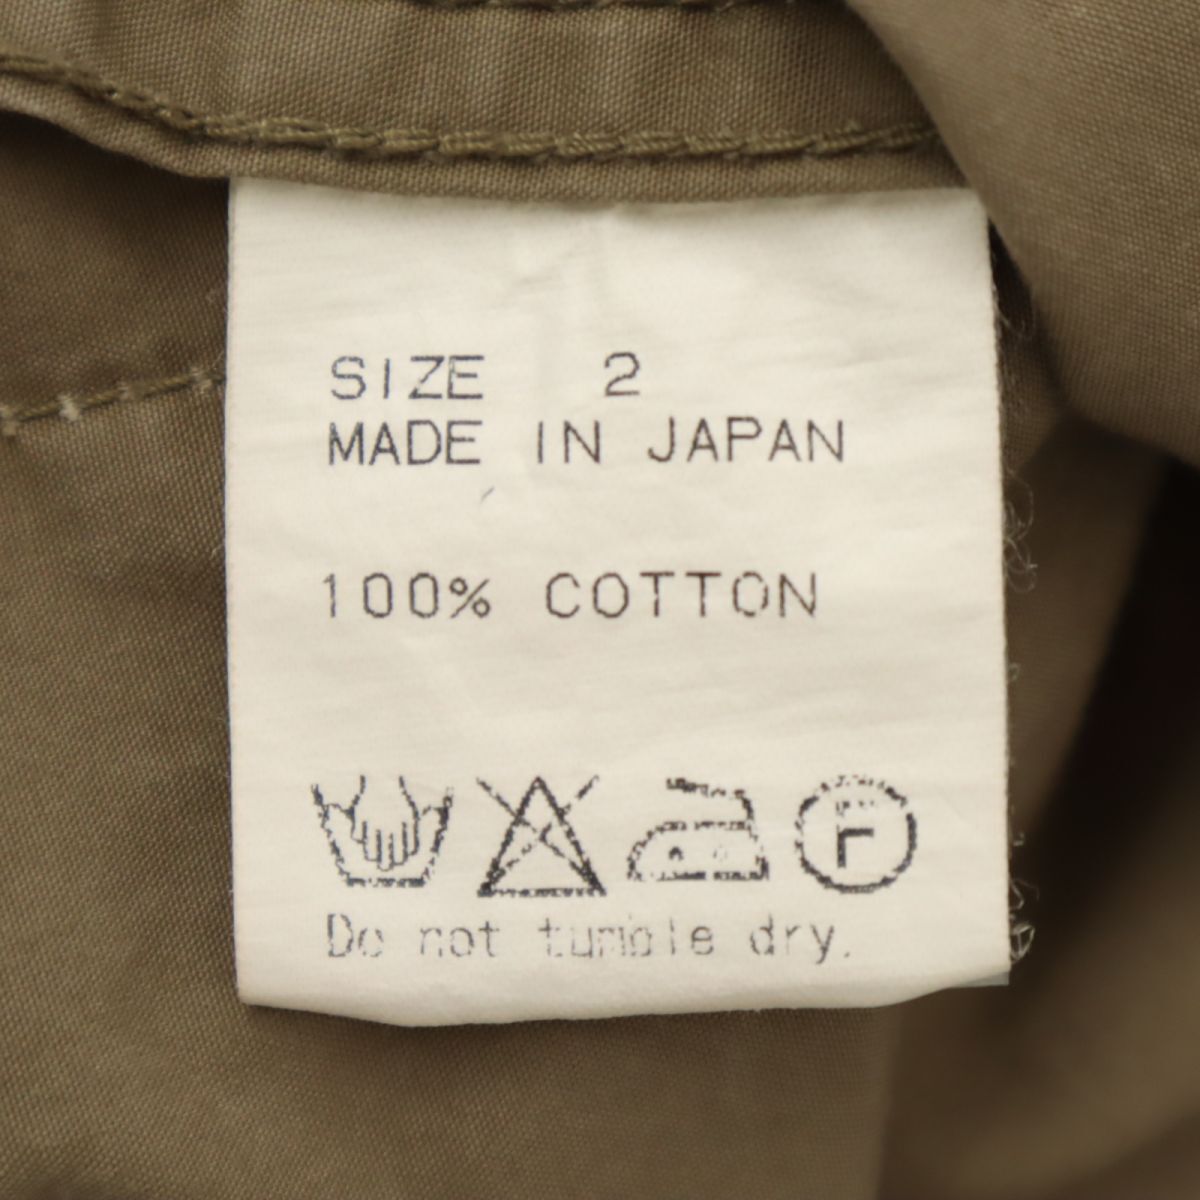 SIZE 2
MADE IN JAPAN
100% COTTON
F
Do not tumble dry.